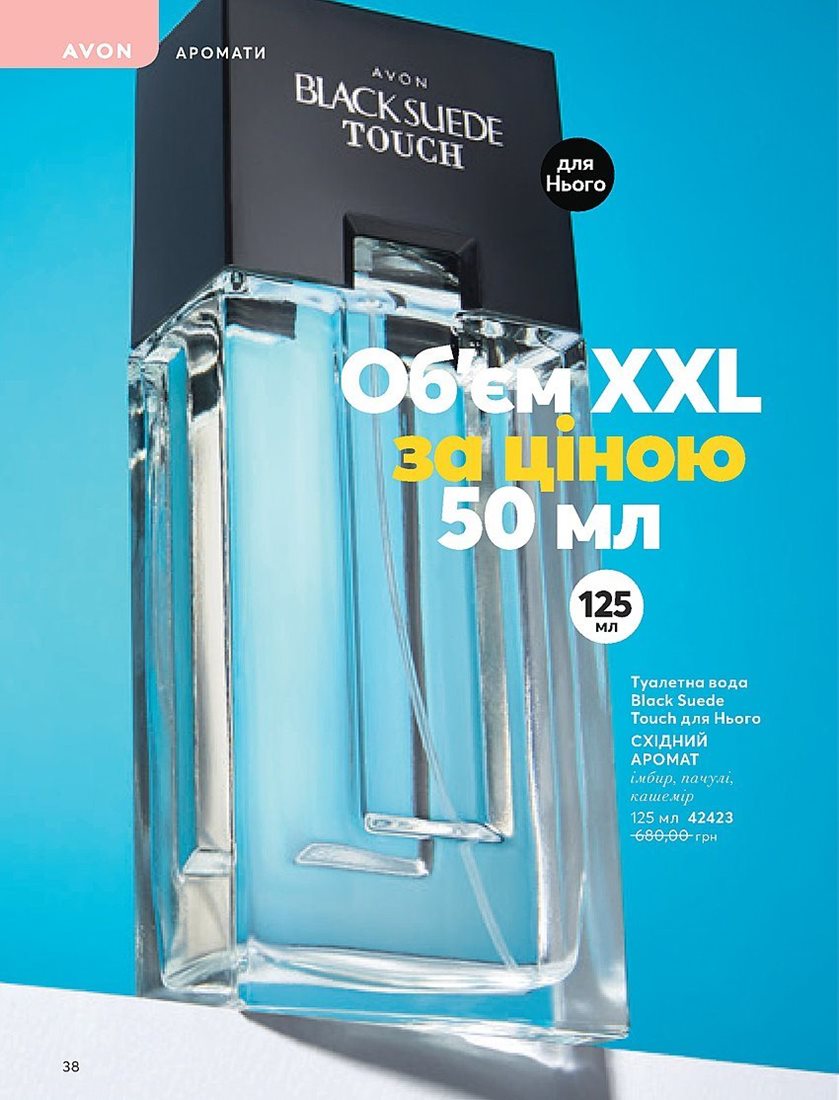 AVON
АРОМАТИ
AVON
BLACK SUEDE
TOUCH
для
Нього
Об'єм XXL
за ціною
50 мл
125
мл
Туалетна вода
Black Suede
Touch для Нього
СХІДНИЙ
АРОМАТ
імбир, пачулі,
кашемір
125 мл 42423
680,00 грн
38